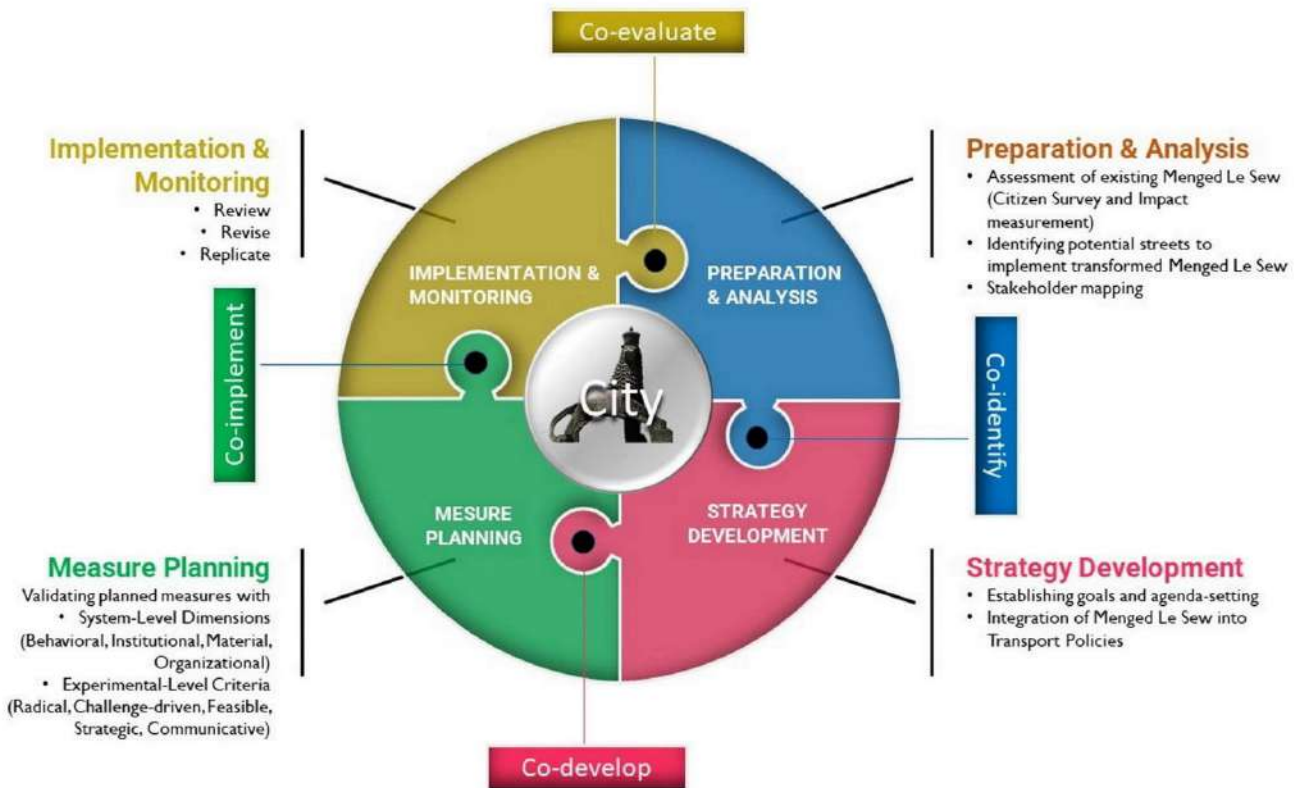 Co-evaluate
Implementation &
Monitoring
• Review
• Revise
• Replicate
Preparation & Analysis
• Assessment of existing Menged Le Sew
(Citizen Survey and Impact
measurement)
• Identifying potential streets to
implement transformed Menged Le Sew
• Stakeholder mapping
IMPLEMENTATION &
MONITORING
PREPARATION
& ANALYSIS
Co-implement
City
Co-identify
MESURE
PLANNING
STRATEGY
DEVELOPMENT
Measure Planning
Validating planned measures with
• System-Level Dimensions
(Behavioral, Institutional, Material,
Organizational)
• Experimental-Level Criteria
(Radical, Challenge-driven, Feasible,
Strategic, Communicative)
Strategy Development
• Establishing goals and agenda-setting
• Integration of Menged Le Sew into
Transport Policies
Co-develop